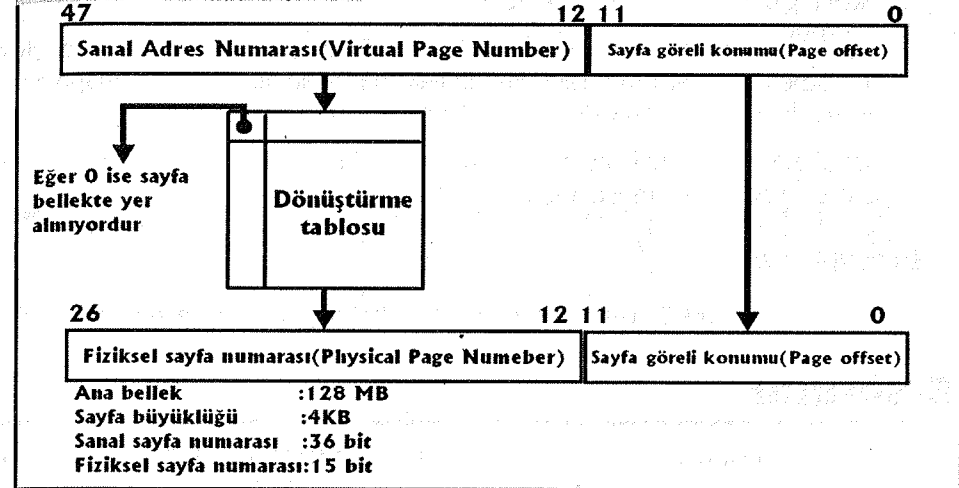 47 12 11 0
Sanal Adres Numarası(Virtual Page Number) Sayfa göreli konumu(Page offset)
Eğer 0 ise sayfa
bellekte yer
almıyordur
Dönüştürme
tablosu
26 12 11 0
Fiziksel sayfa numarası(Physical Page Numeber) Sayfa göreli konumu(Page offset)
Ana bellek :128 MB
Sayfa büyüklüğü :4KB
Sanal sayfa numarası :36 bit
Fiziksel sayfa numarası:15 bit